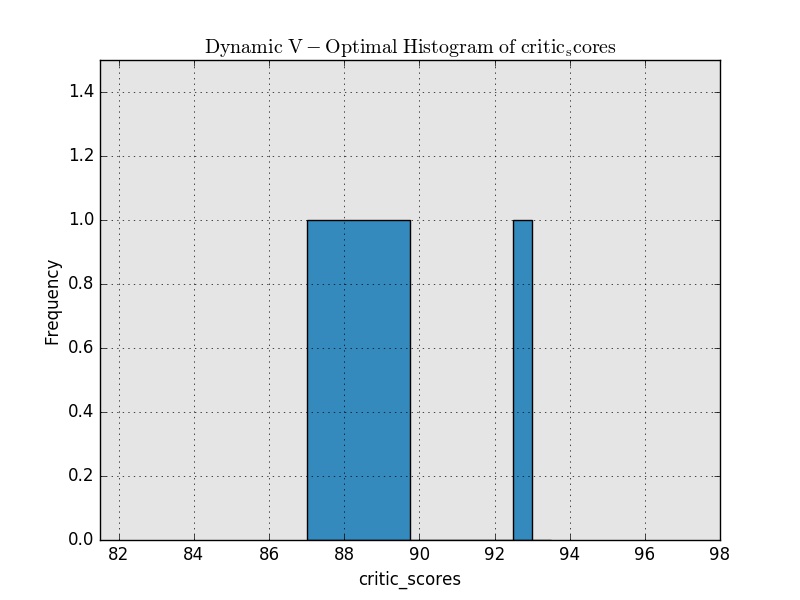 Dynamic V − Optimal Histogram of critic_scores
1.4
1.2
1.0
0.8
0.6
0.4
0.2
0.0
Frequency
82 84 86 88 90 92 94 96 98
critic_scores